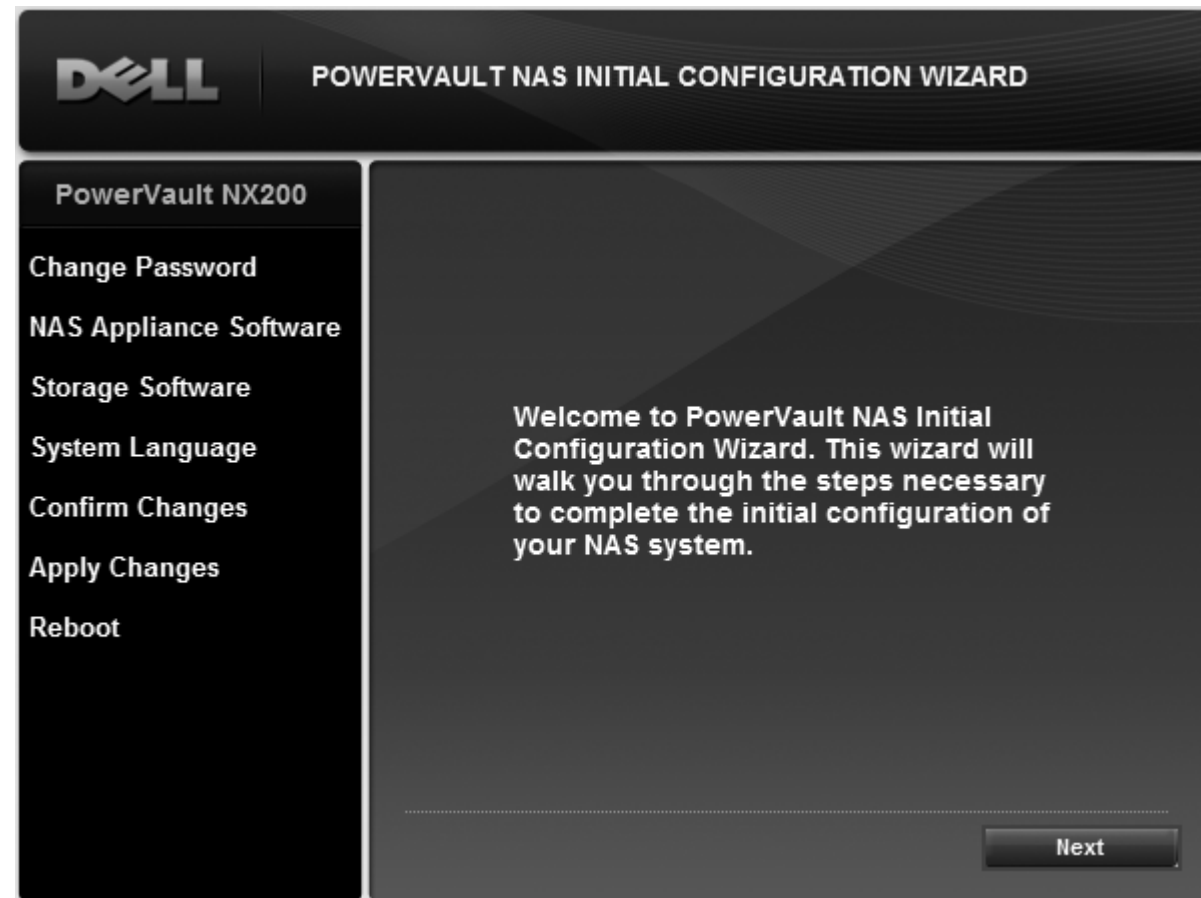 DELL
POWERVAULT NAS INITIAL CONFIGURATION WIZARD
PowerVault NX200
Change Password
NAS Appliance Software
Storage Software
System Language
Confirm Changes
Apply Changes
Reboot
Welcome to PowerVault NAS Initial
Configuration Wizard. This wizard will
walk you through the steps necessary
to complete the initial configuration of
your NAS system.
Next